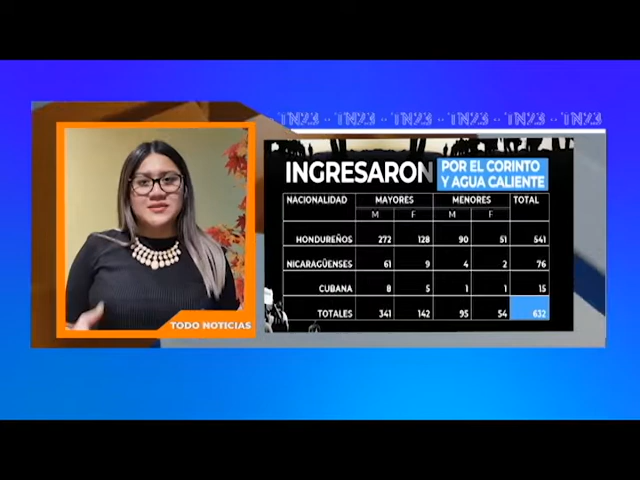 TN23 -- TN23 -- TN23 -- TN23 -- TN23 -- TN23
INGRESARON
POR EL CORINTO
Y AGUA CALIENTE
NACIONALIDAD MAYORES MENORES TOTAL
M F M F
HONDUREÑOS 272 128 90 51 541
NICARAGÜENSES 61 9 4 2 76
CUBANA 8 5 1 1 15
TOTALES 341 142 95 54 632
TODO NOTICIAS